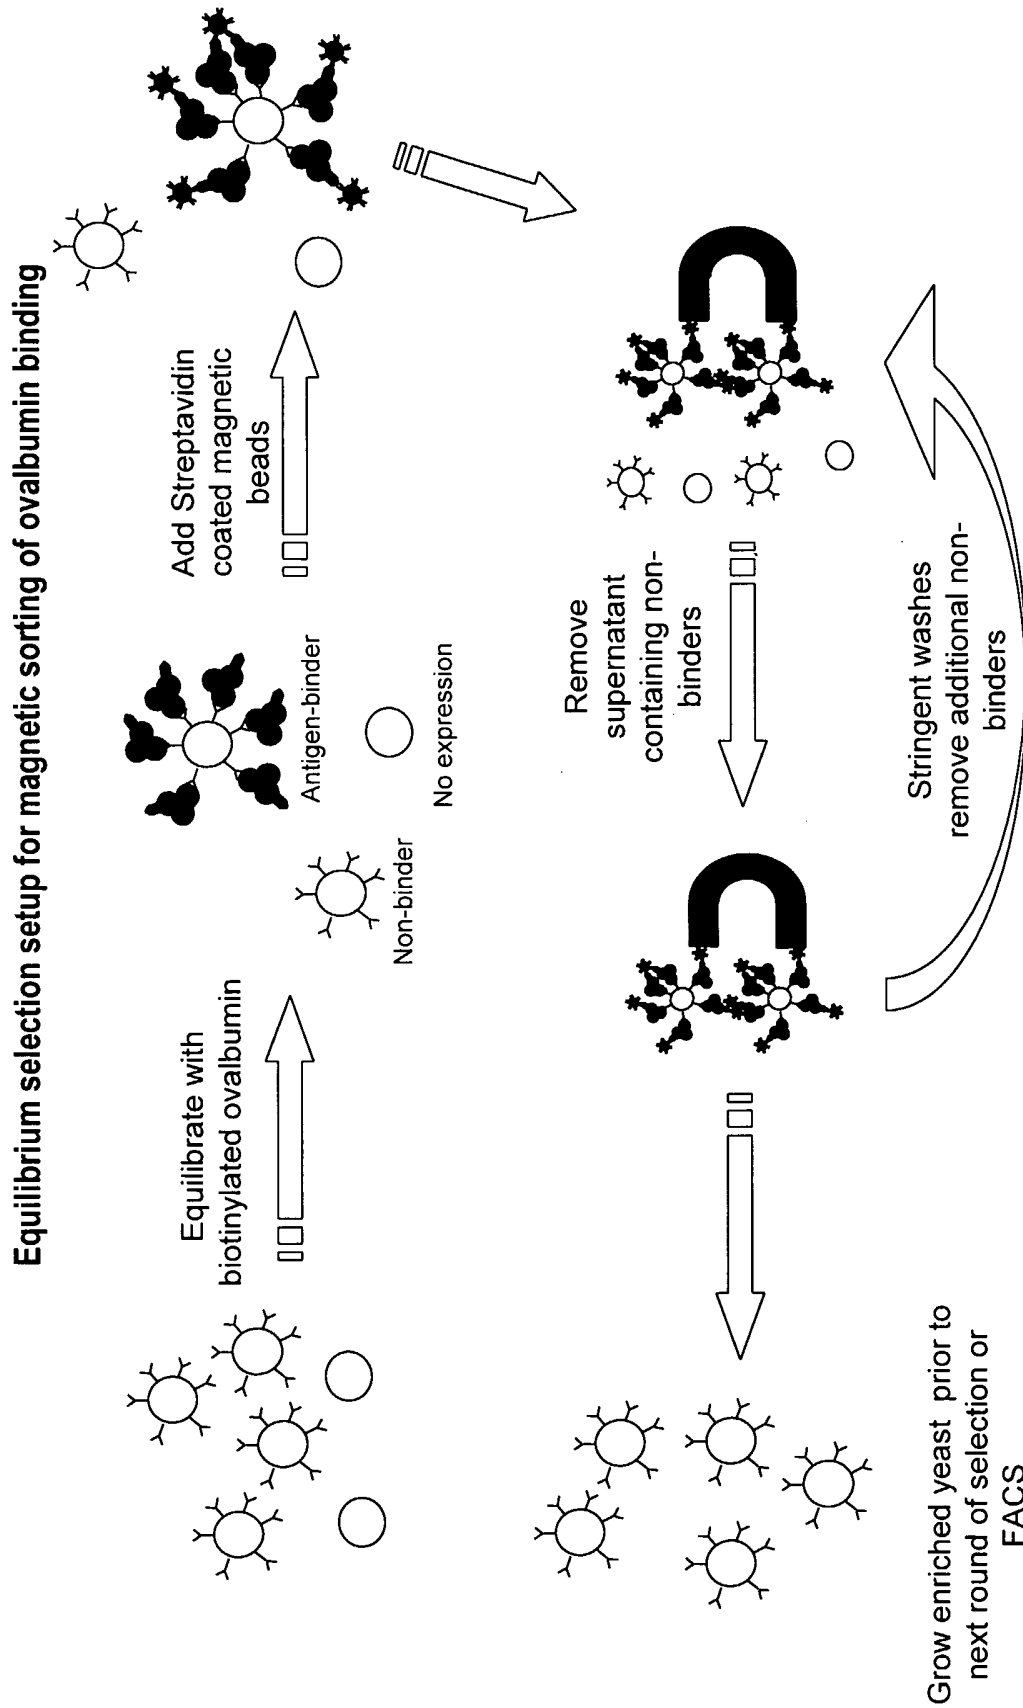 Equilibrium selection setup for magnetic sorting of ovalbumin binding
Equilibrate with
biotinylated ovalbumin
Non-binder
Antigen-binder
No expression
Add Streptavidin
coated magnetic
beads
Remove
supernatant
containing non-
binders
Stringent washes
remove additional non-
binders
Grow enriched yeast prior to
next round of selection or
FACS